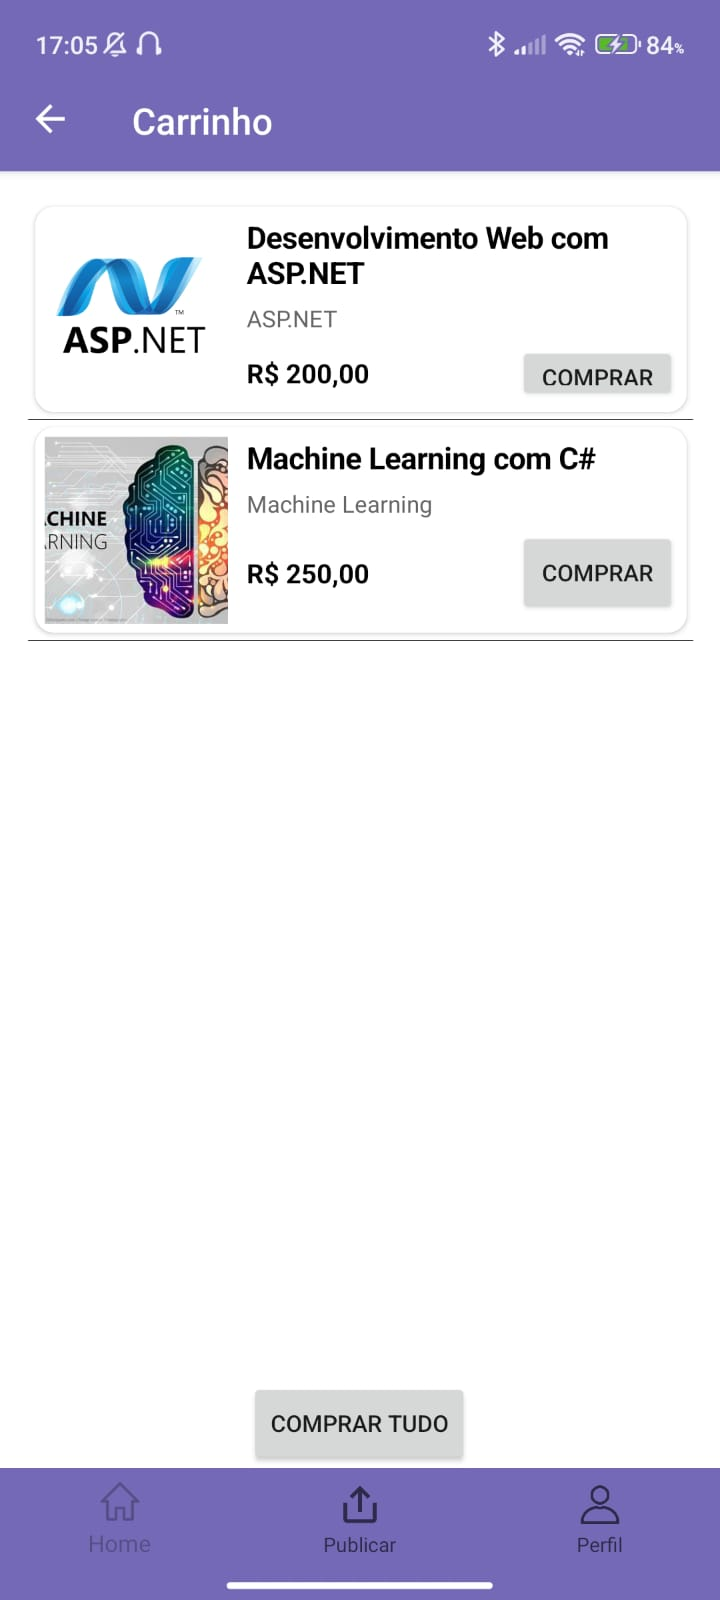 17:05
84%
Carrinho
Desenvolvimento Web com
ASP.NET
ASP.NET
R$ 200,00
COMPRAR
ASP.NET
TM
Machine Learning com C#
Machine Learning
R$ 250,00
COMPRAR
CHINE
RNING
COMPRAR TUDO
Home
Publicar
Perfil